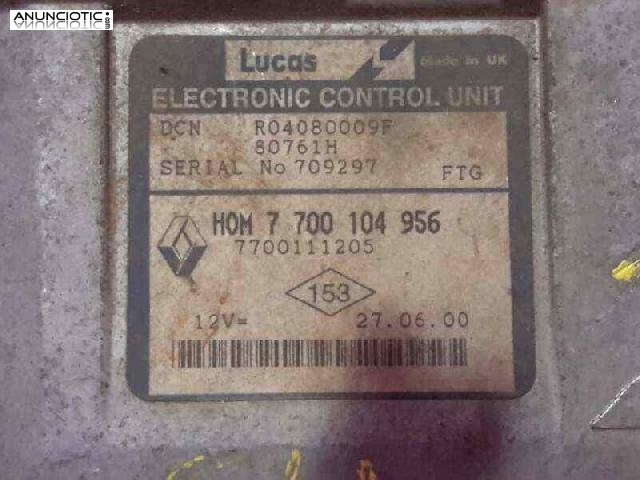 ANUNCIOTIC
.com
Lucas
Made in UK
ELECTRONIC CONTROL UNIT
DCN R04080009F
80761H
SERIAL No 709297 FTG
HOM 7 700 104 956
7700111205
153
12V= 27.06.00